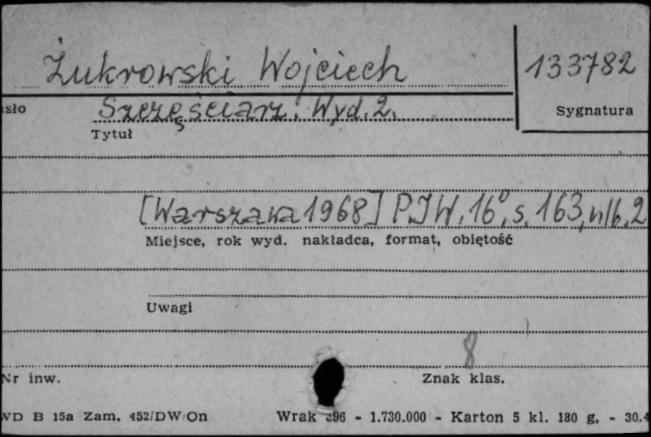 Żukrowski Wojciech
133782
Szczęściarz. Wyd. 2.
sło
Sygnatura
Tytuł
[Warszawa 1968] PIW, 16°, s. 163, nlb. 2
Miejsce, rok wyd. nakładca, format, objętość
Uwagi
8
Nr inw.
Znak klas.
WD B 15a Zam. 452/DW/On
Wrak 396 - 1.730.000 - Karton 5 kl. 180 g. - 30.4